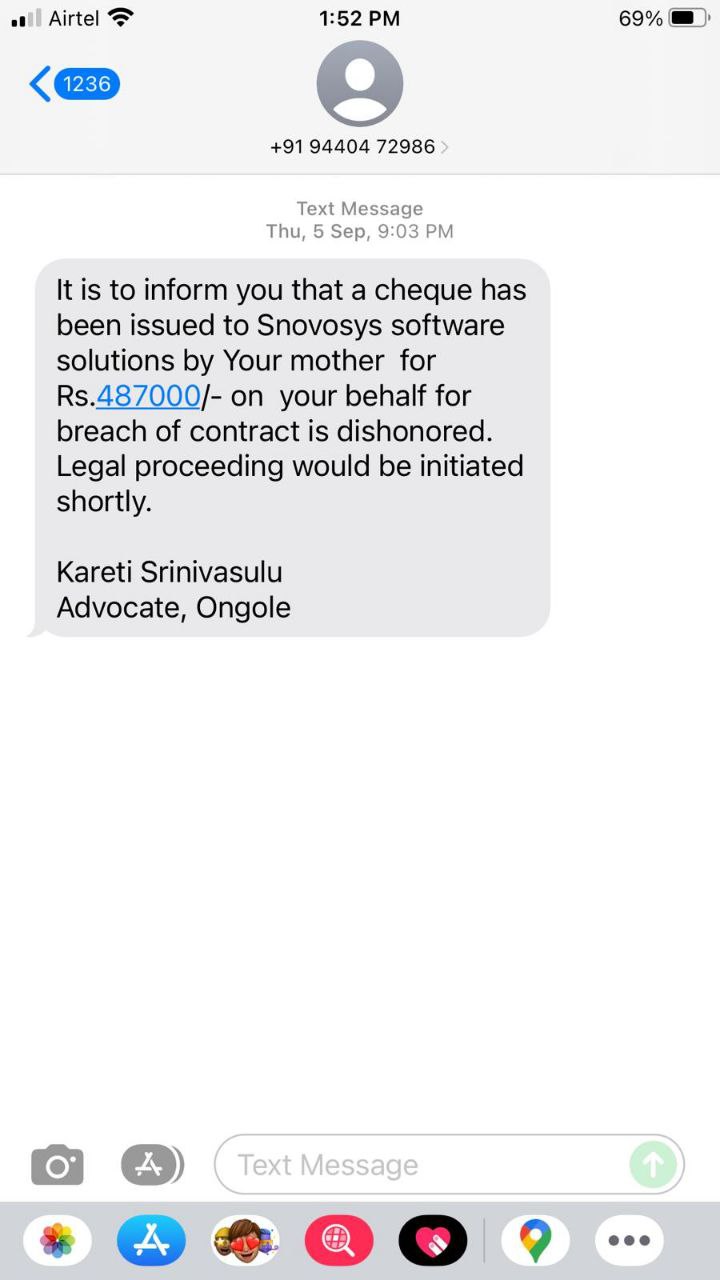 Airtel 1:52 PM 69%
1236
+91 94404 72986
Text Message
Thu, 5 Sep, 9:03 PM
It is to inform you that a cheque has
been issued to Snovosys software
solutions by Your mother  for
Rs.487000/- on  your behalf for
breach of contract is dishonored.
Legal proceeding would be initiated
shortly.
Kareti Srinivasulu
Advocate, Ongole
Text Message